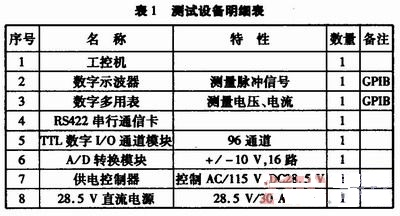 表1 测试设备明细表
序号 名称 特性 数量 备注
1 工控机 1
2 数字示波器 测量脉冲信号 1 GPIB
3 数字多用表 测量电压、电流 1 GPIB
4 RS422 串行通信卡 1
5 TTL 数字 I/O 通道模块 96 通道 1
6 A/D 转换模块 +/-10 V,16 路 1
7 供电控制器 控制 AC/115 V,DC28.5 V 1
8 28.5 V 直流电源 28.5 V/30 A 1